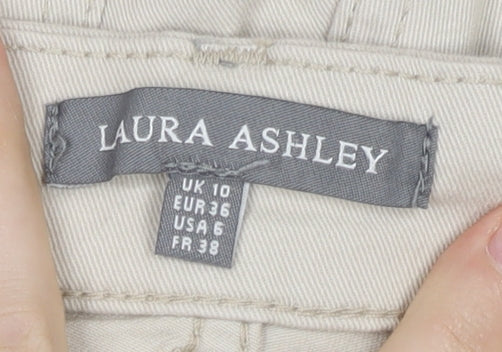 LAURA ASHLEY
UK 10
EUR 36
USA 6
FR 38